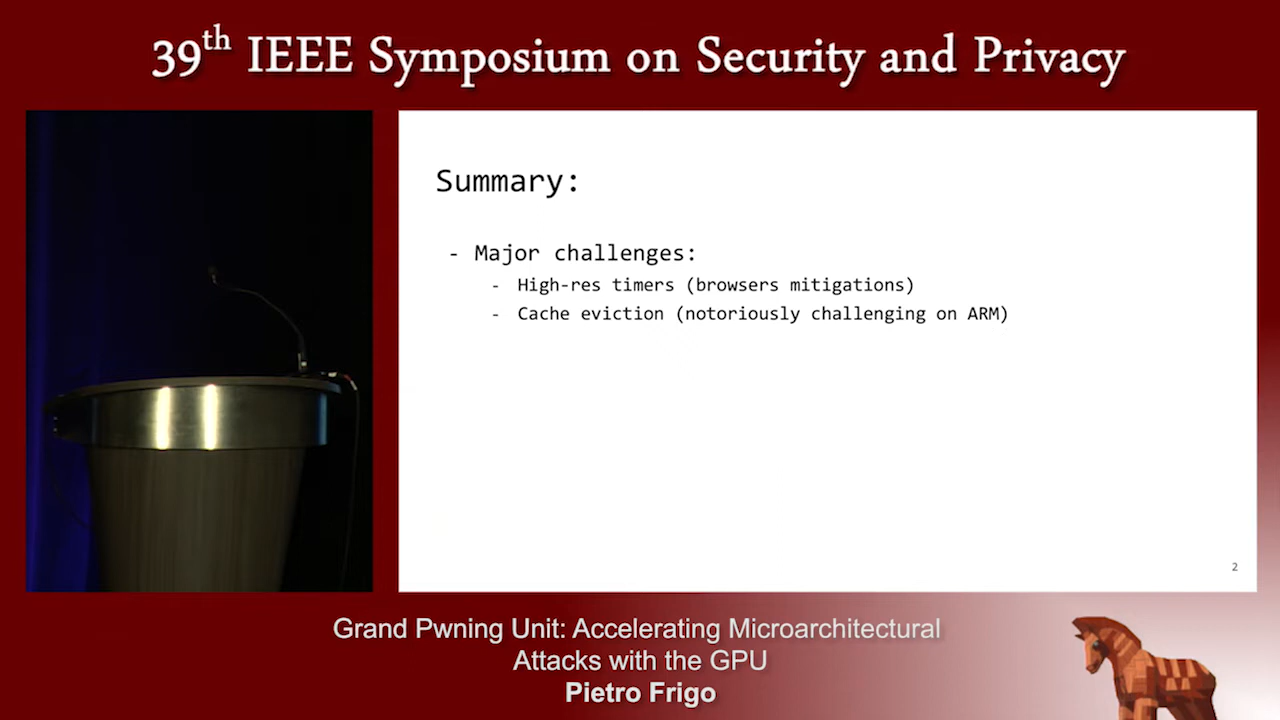 39th IEEE Symposium on Security and Privacy
Summary:
- Major challenges:
- High-res timers (browsers mitigations)
- Cache eviction (notoriously challenging on ARM)
2
Grand Pwning Unit: Accelerating Microarchitectural
Attacks with the GPU
Pietro Frigo